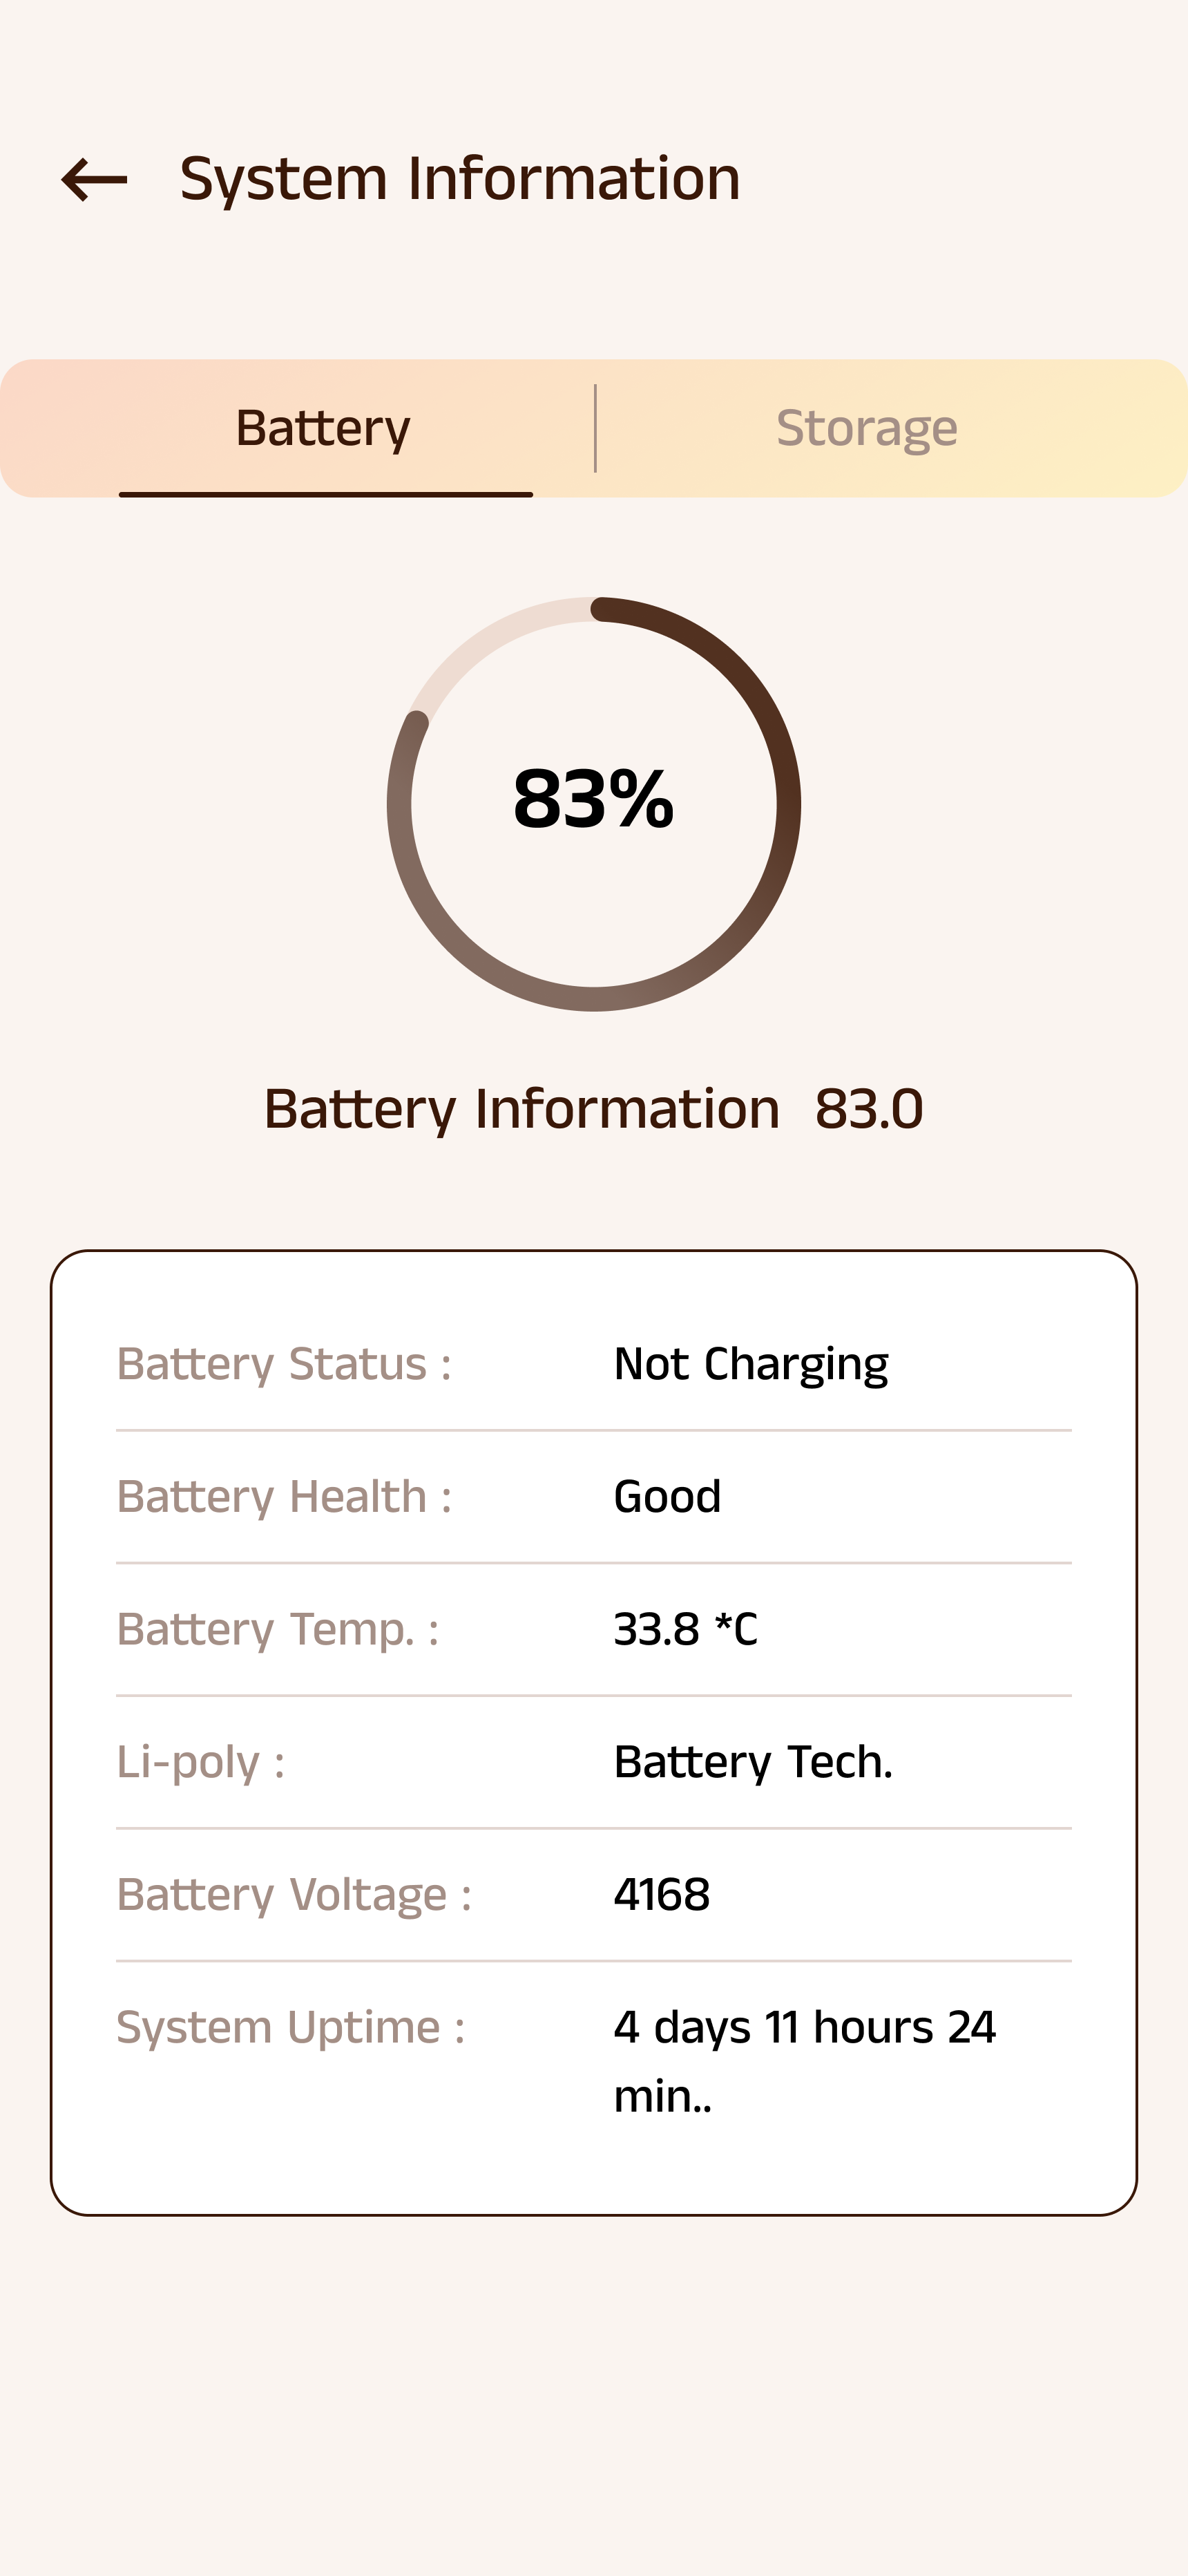 System Information
Battery
Storage
83%
Battery Information 83.0
Battery Status : Not Charging
Battery Health : Good
Battery Temp. : 33.8 *C
Li-poly : Battery Tech.
Battery Voltage : 4168
System Uptime : 4 days 11 hours 24
min..